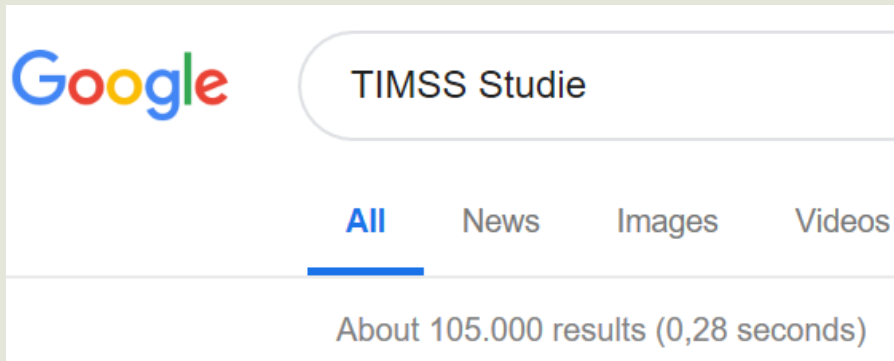 Google TIMSS Studie
All News Images Videos
About 105.000 results (0,28 seconds)